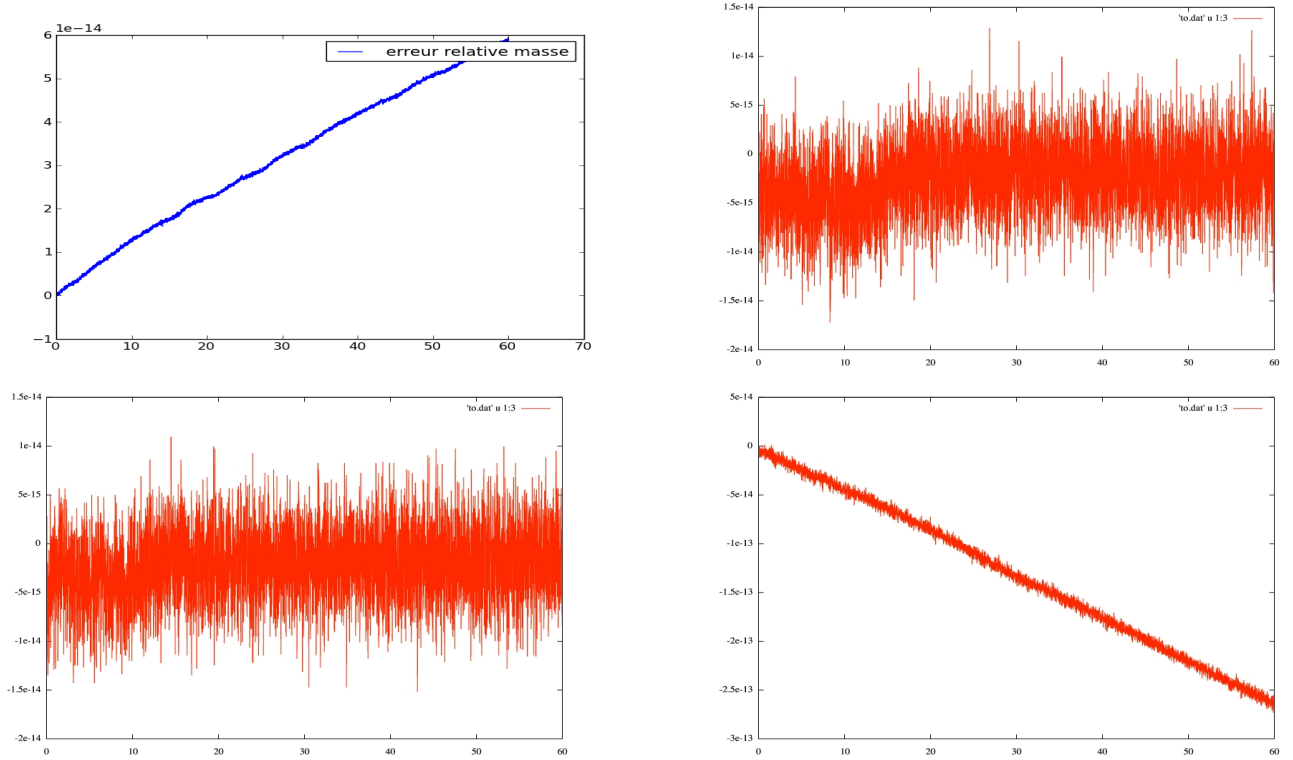 1e−14
erreur relative masse
6
5
4
3
2
1
0
−1
0 10 20 30 40 50 60 70
1.5e-14
'to.dat' u 1:3
1e-14
5e-15
0
-5e-15
-1e-14
-1.5e-14
-2e-14
0 10 20 30 40 50 60
1.5e-14
'to.dat' u 1:3
1e-14
5e-15
0
-5e-15
-1e-14
-1.5e-14
-2e-14
0 10 20 30 40 50 60
5e-14
'to.dat' u 1:3
0
-5e-14
-1e-13
-1.5e-13
-2e-13
-2.5e-13
-3e-13
0 10 20 30 40 50 60